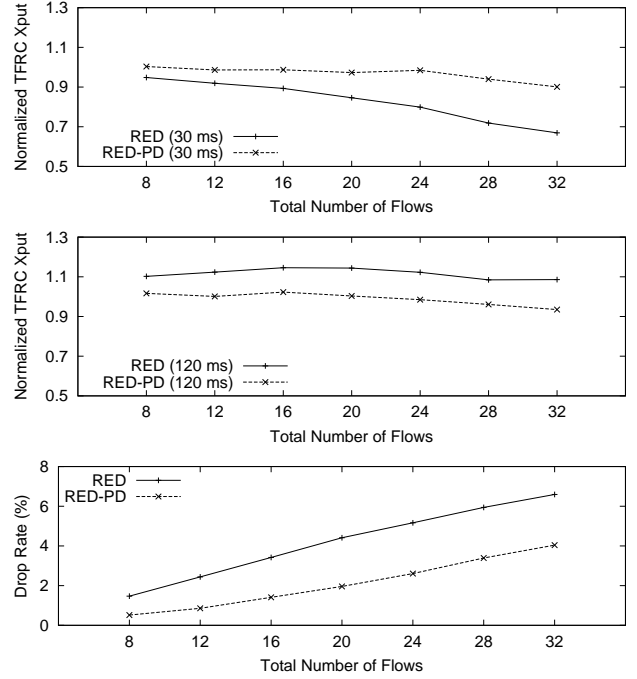 1.3
1.1
0.9
0.7
0.5
Normalized TFRC Xput
RED (30 ms)
RED-PD (30 ms)
8 12 16 20 24 28 32
Total Number of Flows
1.3
1.1
0.9
0.7
0.5
Normalized TFRC Xput
RED (120 ms)
RED-PD (120 ms)
8 12 16 20 24 28 32
Total Number of Flows
8
6
4
2
0
Drop Rate (%)
RED
RED-PD
8 12 16 20 24 28 32
Total Number of Flows